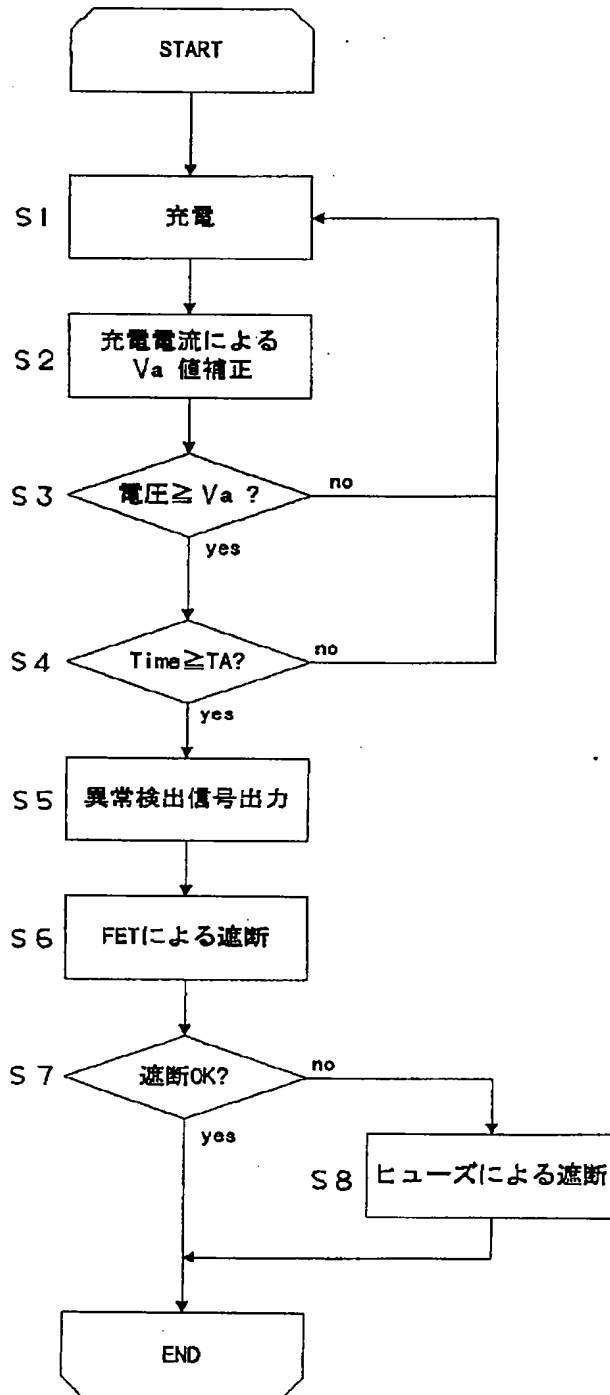 START
S1
充電
S2
充電電流による
Va 値補正
S3
電圧≧ Va ?
no
yes
S4
Time≧TA?
no
yes
S5
異常検出信号出力
S6
FETによる遮断
S7
遮断OK?
no
yes
S8
ヒューズによる遮断
END